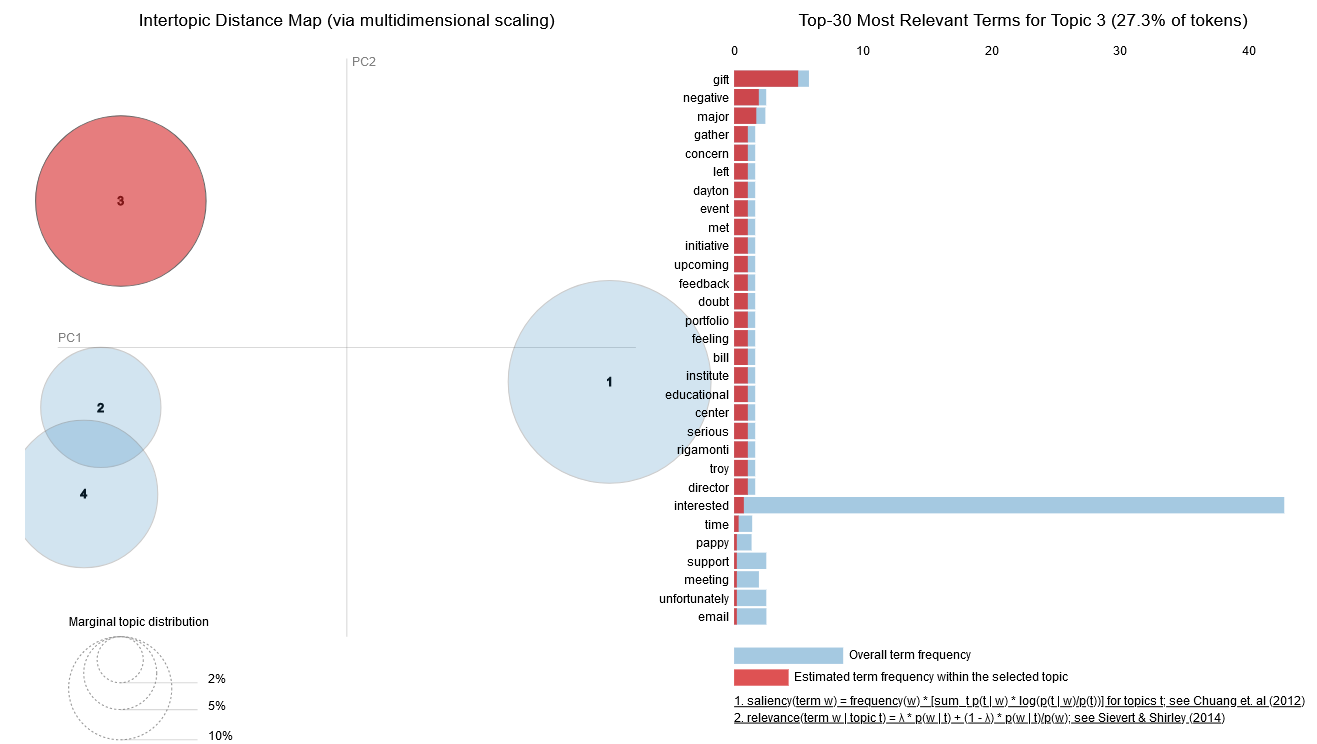 Intertopic Distance Map (via multidimensional scaling)
PC2
PC1
3
2
4
1
Marginal topic distribution
2%
5%
10%
Top-30 Most Relevant Terms for Topic 3 (27.3% of tokens)
0 10 20 30 40
gift
negative
major
gather
concern
left
dayton
event
met
initiative
upcoming
feedback
doubt
portfolio
feeling
bill
institute
educational
center
serious
rigamonti
troy
director
interested
time
pappy
support
meeting
unfortunately
email
Overall term frequency
Estimated term frequency within the selected topic
1. saliency(term w) = frequency(w) * [sum_t p(t | w) * log(p(t | w)/p(t))] for topics t; see Chuang et. al (2012)
2. relevance(term w | topic t) = λ * p(w | t) + (1 - λ) * p(w | t)/p(w); see Sievert & Shirley (2014)